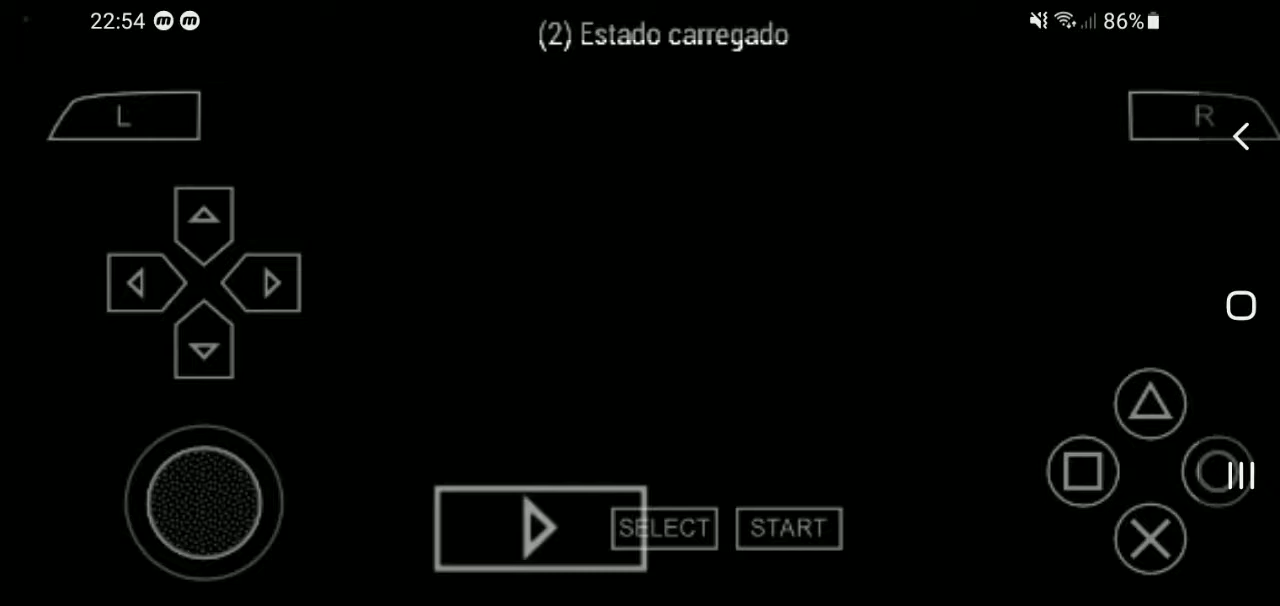 22:54 m m
(2) Estado carregado
86%
L
R
SELECT
START